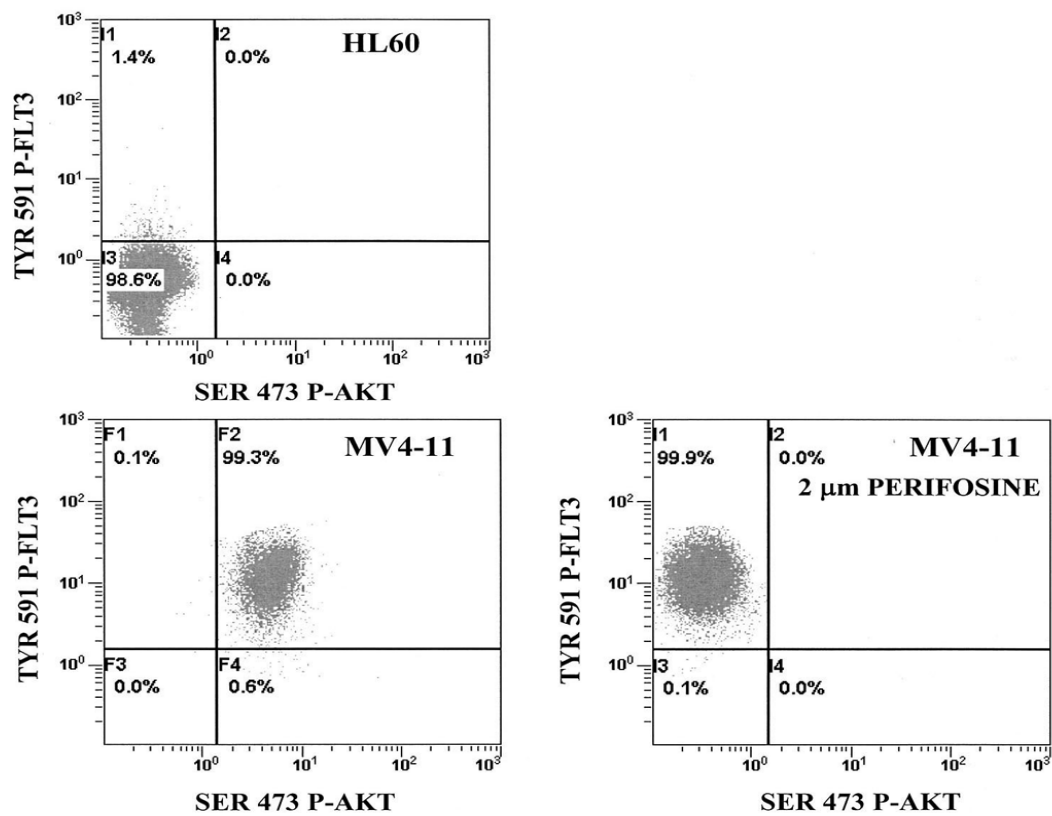 10³
I1
I2
HL60
1.4%
0.0%
10²
TYR 591 P-FLT3
10¹
10⁰
I3
I4
98.6%
0.0%
10⁰ 10¹ 10² 10³
SER 473 P-AKT
10³
F1
F2
MV4-11
0.1%
99.3%
10²
TYR 591 P-FLT3
10¹
10⁰
F3
F4
0.0%
0.6%
10⁰ 10¹ 10² 10³
SER 473 P-AKT
10³
I1
I2
MV4-11
99.9%
0.0%
2 μm PERIFOSINE
10²
TYR 591 P-FLT3
10¹
10⁰
I3
I4
0.1%
0.0%
10⁰ 10¹ 10² 10³
SER 473 P-AKT